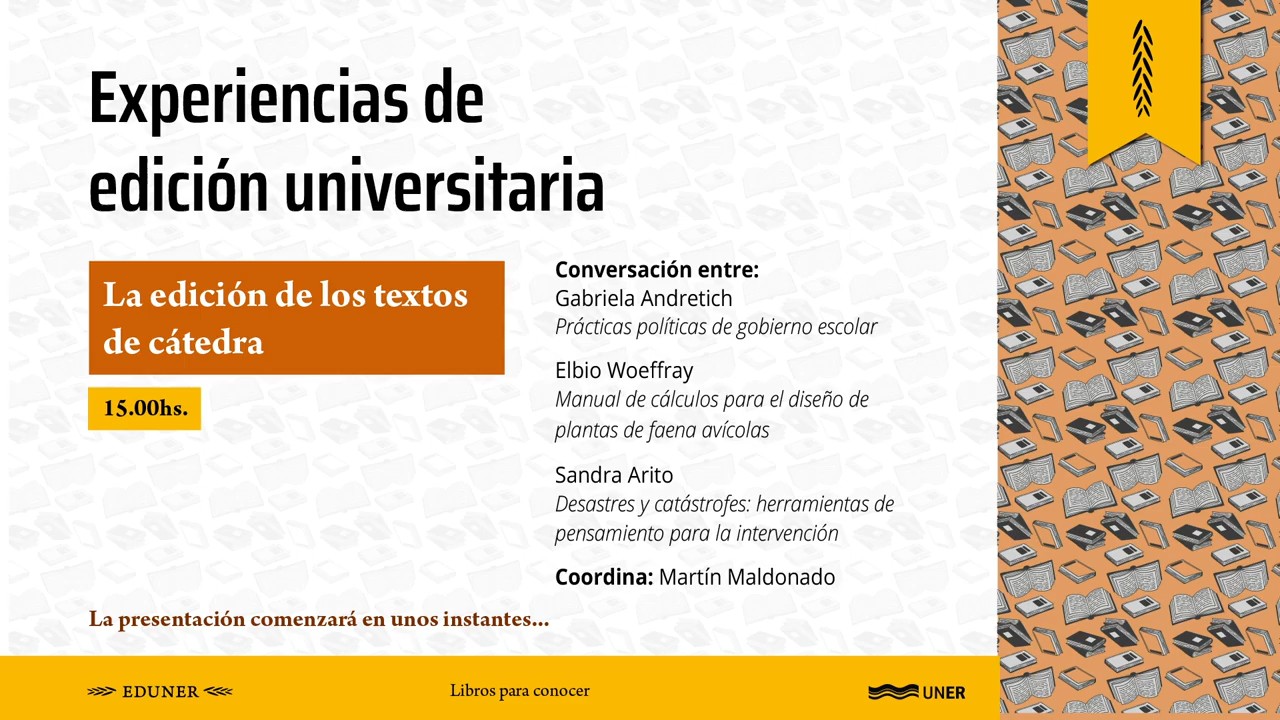 Experiencias de
edición universitaria
La edición de los textos
de cátedra
15.00hs.
Conversación entre:
Gabriela Andretich
Prácticas políticas de gobierno escolar
Elbio Woeffray
Manual de cálculos para el diseño de
plantas de faena avícolas
Sandra Arito
Desastres y catástrofes: herramientas de
pensamiento para la intervención
Coordina: Martín Maldonado
La presentación comenzará en unos instantes...
EDUNER
Libros para conocer
UNER